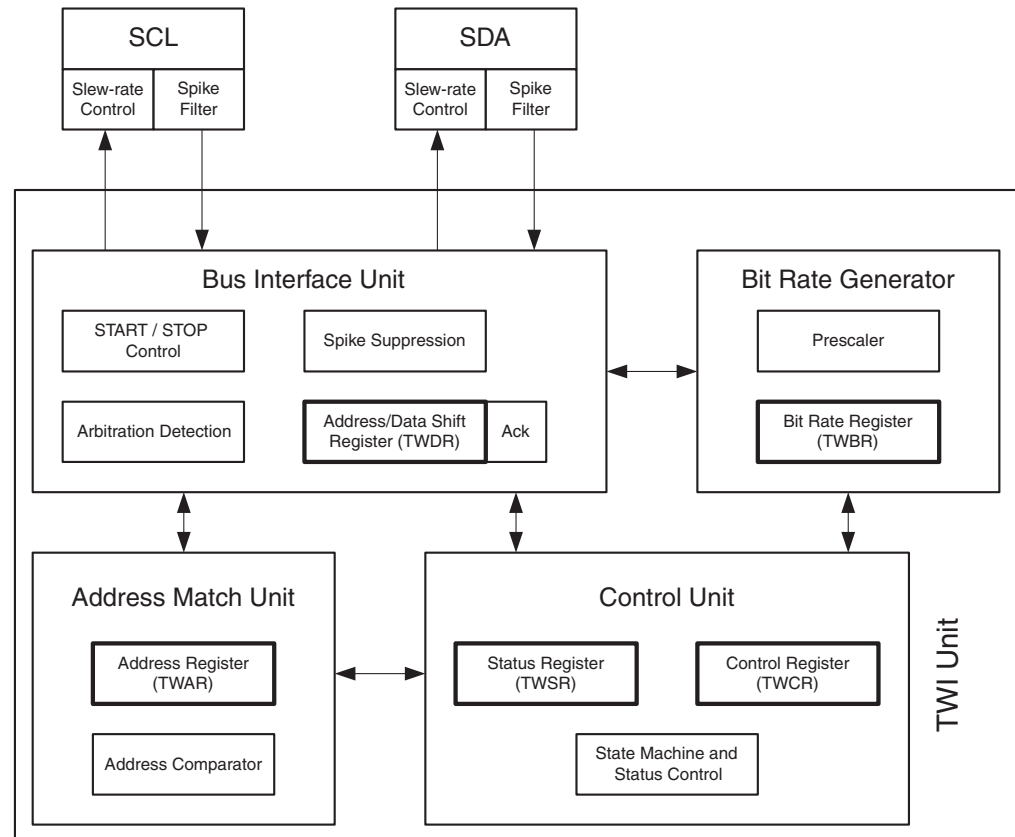 SCL
Slew-rate
Control
Spike
Filter
SDA
Slew-rate
Control
Spike
Filter
Bus Interface Unit
START / STOP
Control
Spike Suppression
Arbitration Detection
Address/Data Shift
Register (TWDR)
Ack
Bit Rate Generator
Prescaler
Bit Rate Register
(TWBR)
Address Match Unit
Address Register
(TWAR)
Address Comparator
Control Unit
Status Register
(TWSR)
Control Register
(TWCR)
State Machine and
Status Control
TWI Unit